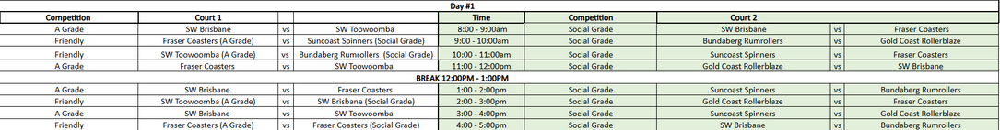 Day #1
Competition Court 1 Time Competition Court 2
A Grade SW Brisbane vs SW Toowoomba 8:00 - 9:00am Social Grade SW Brisbane vs Fraser Coasters
Friendly Fraser Coasters (A Grade) vs Suncoast Spinners (Social Grade) 9:00 - 10:00am Social Grade Bundaberg Rumrollers vs Gold Coast Rollerblaze
Friendly SW Toowoomba (A Grade) vs Bundaberg Rumrollers (Social Grade) 10:00 - 11:00am Social Grade Suncoast Spinners vs Fraser Coasters
A Grade Fraser Coasters vs SW Toowoomba 11:00 - 12:00pm Social Grade Gold Coast Rollerblaze vs SW Brisbane
BREAK 12:00PM - 1:00PM
A Grade SW Brisbane vs Fraser Coasters 1:00 - 2:00pm Social Grade Suncoast Spinners vs Bundaberg Rumrollers
Friendly SW Toowoomba (A Grade) vs SW Brisbane (Social Grade) 2:00 - 3:00pm Social Grade Gold Coast Rollerblaze vs Fraser Coasters
A Grade SW Brisbane vs SW Toowoomba 3:00 - 4:00pm Social Grade Suncoast Spinners vs Gold Coast Rollerblaze
Friendly Fraser Coasters (A Grade) vs Fraser Coasters (Social Grade) 4:00 - 5:00pm Social Grade SW Brisbane vs Bundaberg Rumrollers